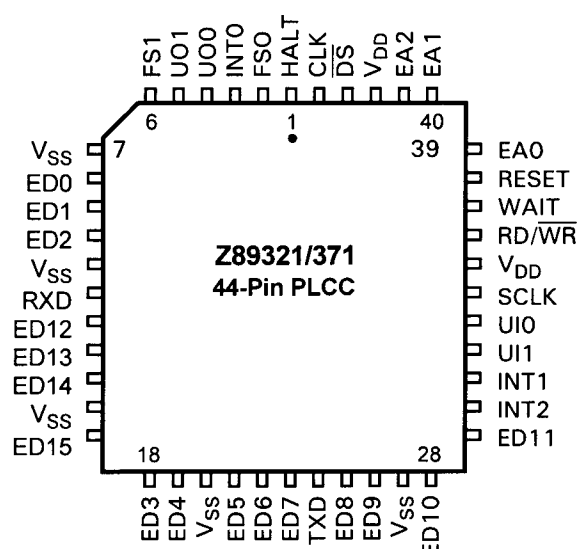 FS1 UO1 UO0 INT0 FS0 HALT CLK DS VDD EA2 EA1
6 1 40
7 39
VSS
ED0
ED1
ED2
VSS
RXD
ED12
ED13
ED14
VSS
ED15
Z89321/371
44-Pin PLCC
EA0
RESET
WAIT
RD/WR
VDD
SCLK
UI0
UI1
INT1
INT2
ED11
18 28
ED3 ED4 VSS ED5 ED6 ED7 TXD ED8 ED9 VSS ED10